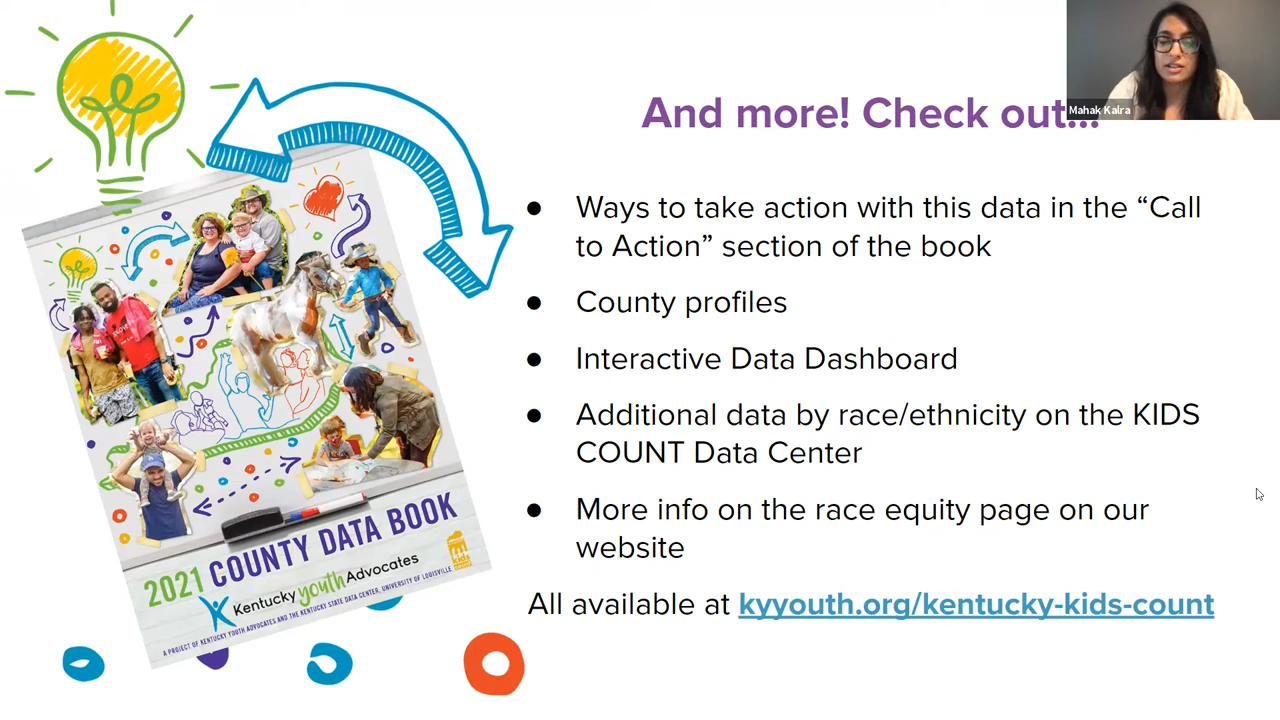 And more! Check out...
Mahak Kalra
● Ways to take action with this data in the “Call
to Action” section of the book
● County profiles
● Interactive Data Dashboard
● Additional data by race/ethnicity on the KIDS
COUNT Data Center
● More info on the race equity page on our
website
All available at kyyouth.org/kentucky-kids-count
2021 COUNTY DATA BOOK
Kentucky youth Advocates
kids
A PROJECT OF KENTUCKY YOUTH ADVOCATES AND THE KENTUCKY STATE DATA CENTER, UNIVERSITY OF LOUISVILLE